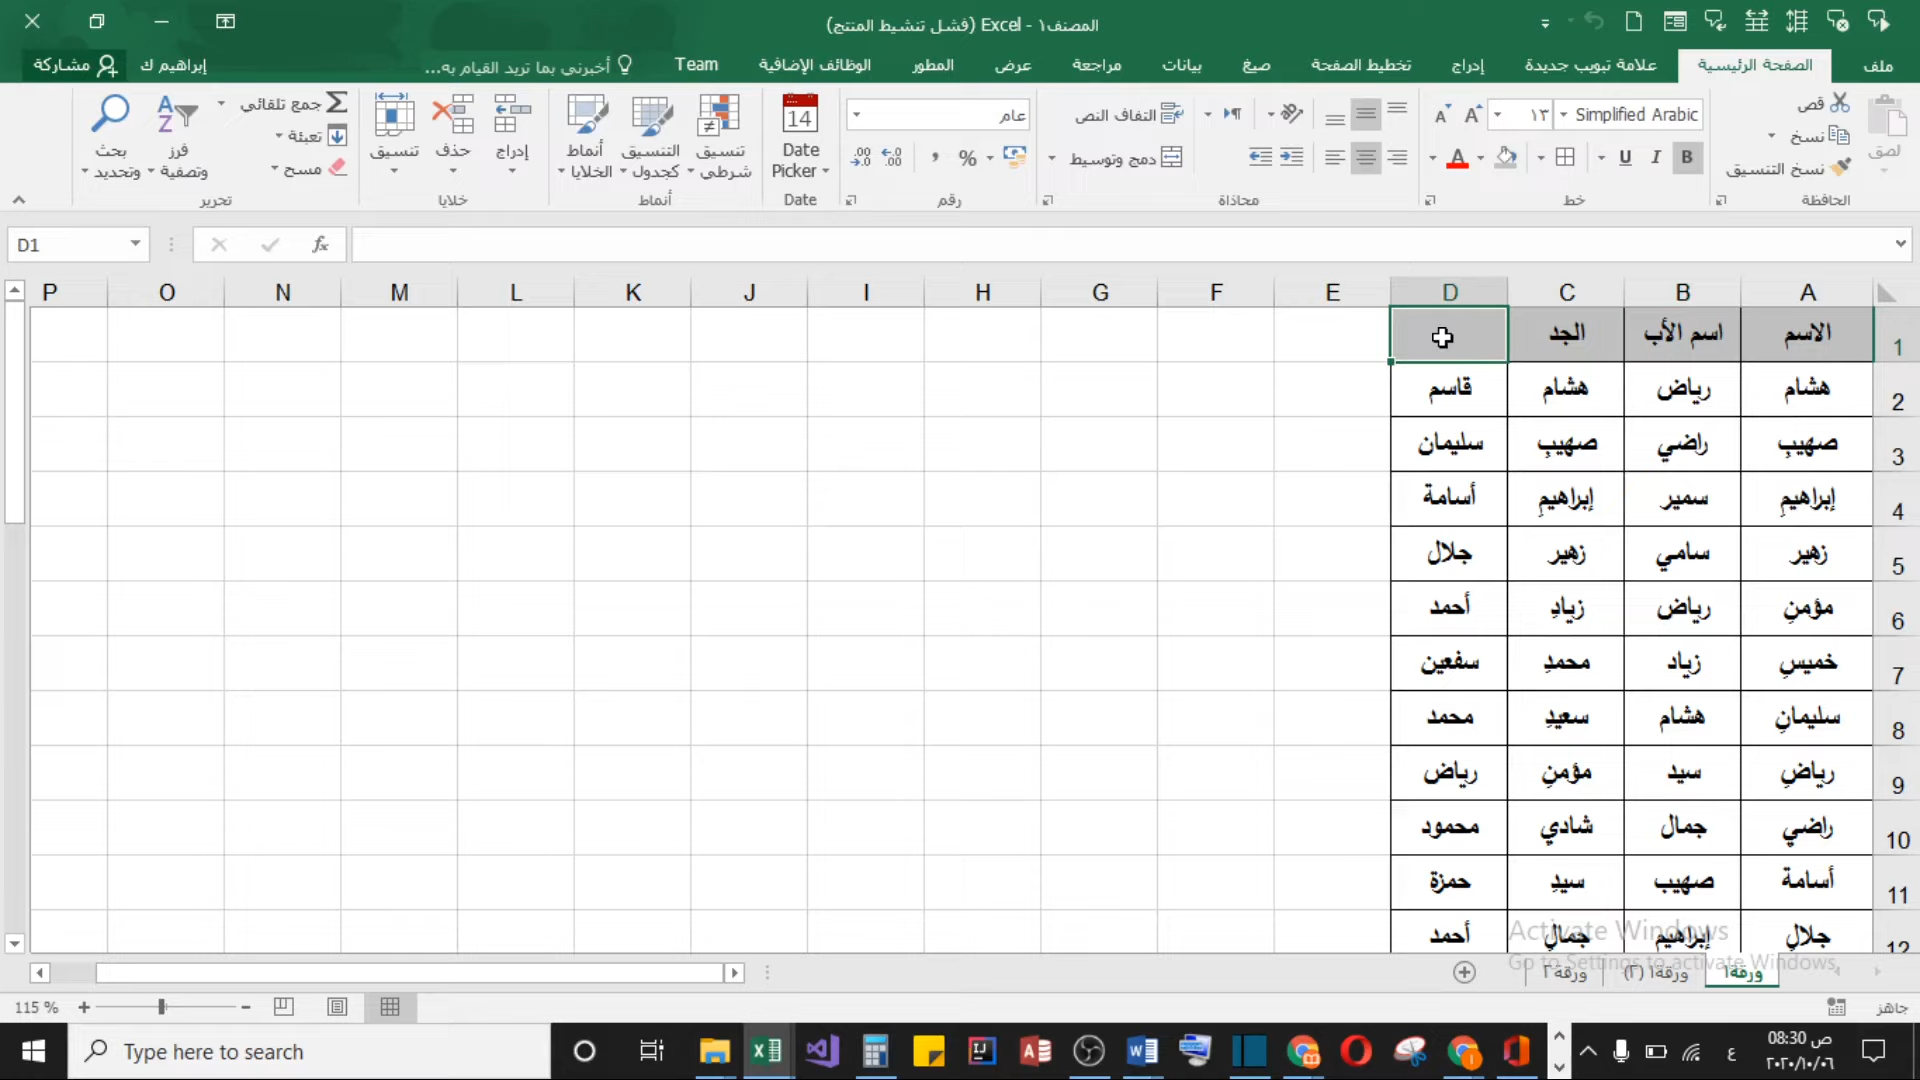 المصنف١ - Excel (فشل تنشيط المنتج)
ملف
الصفحة الرئيسية
علامة تبويب جديدة
إدراج
تخطيط الصفحة
صيغ
بيانات
مراجعة
عرض
المطور
الوظائف الإضافية
Team
أخبرني بما تريد القيام به...
إبراهيم ك
مشاركة
لصق
قص
نسخ
نسخ التنسيق
الحافظة
Simplified Arabic
١٣
B I U
خط
التفاف النص
دمج وتوسيط
محاذاة
عام
%
رقم
14
Date Picker
Date
تنسيق شرطي
التنسيق كجدول
أنماط الخلايا
أنماط
إدراج
حذف
تنسيق
خلايا
جمع تلقائي
تعبئة
مسح
فرز وتصفية
بحث وتحديد
تحرير
D1
fx
A B C D E F G H I J K L M N O P
1 الاسم اسم الأب الجد
2 هشام رياض هشام قاسم
3 صهيبِ راضي صهيبِ سليمان
4 إبراهيمِ سمير إبراهيمِ أسامة
5 زهير سامي زهير جلال
6 مؤمنِ رياض زيادِ أحمد
7 خميسِ زياد محمدِ سفعين
8 سليمانِ هشام سعيدِ محمد
9 رياضِ سيد مؤمنِ رياض
10 راضي جمال شادي محمود
11 أسامة صهيب سيدِ حمزة
12 جلالِ إبراهيم جمالِ أحمد
Activate Windows
Go to Settings to activate Windows.
ورقة١
ورقة١ (٢)
ورقة٢
جاهز
115 %
Type here to search
ع
08:30 ص
٢٠٢٠/١٠/٠٦